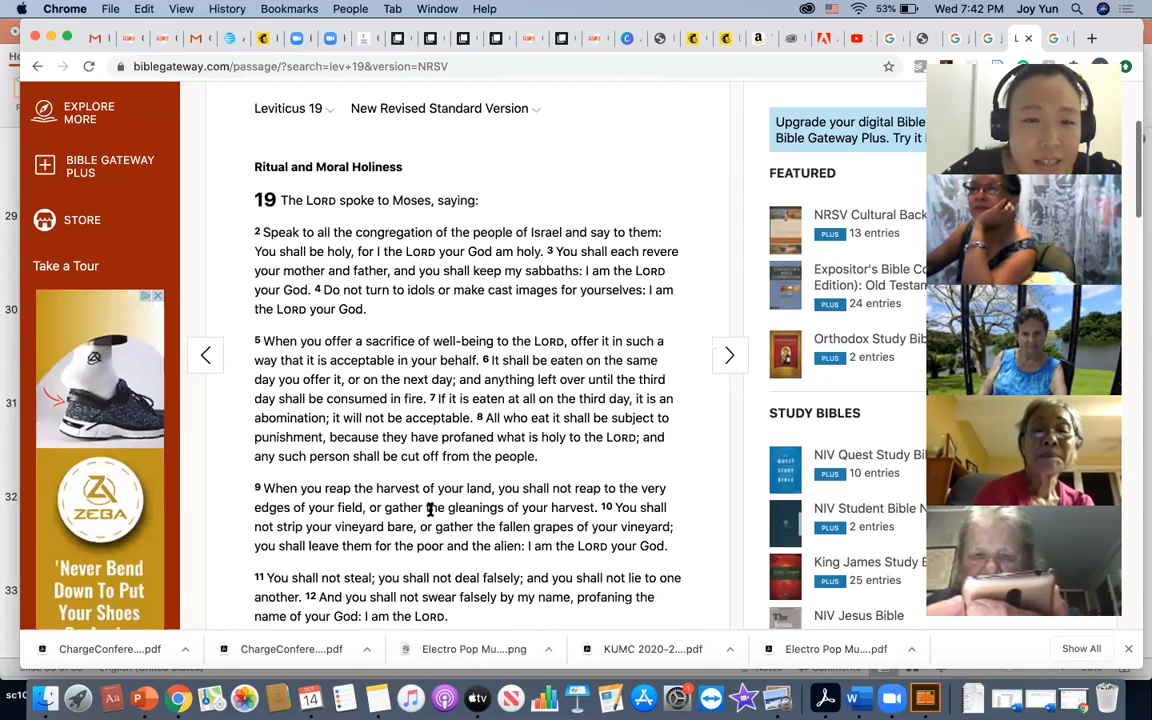 Chrome File Edit View History Bookmarks People Tab Window Help
53% Wed 7:42 PM Joy Yun
biblegateway.com/passage/?search=lev+19&version=NRSV
EXPLORE
MORE
BIBLE GATEWAY
PLUS
STORE
Take a Tour
ZEBA
'Never Bend
Down To Put
Your Shoes
Leviticus 19 New Revised Standard Version
Ritual and Moral Holiness
19 The LORD spoke to Moses, saying:
2 Speak to all the congregation of the people of Israel and say to them:
You shall be holy, for I the LORD your God am holy. 3 You shall each revere
your mother and father, and you shall keep my sabbaths: I am the LORD
your God. 4 Do not turn to idols or make cast images for yourselves: I am
the LORD your God.
5 When you offer a sacrifice of well-being to the LORD, offer it in such a
way that it is acceptable in your behalf. 6 It shall be eaten on the same
day you offer it, or on the next day; and anything left over until the third
day shall be consumed in fire. 7 If it is eaten at all on the third day, it is an
abomination; it will not be acceptable. 8 All who eat it shall be subject to
punishment, because they have profaned what is holy to the LORD; and
any such person shall be cut off from the people.
9 When you reap the harvest of your land, you shall not reap to the very
edges of your field, or gather the gleanings of your harvest. 10 You shall
not strip your vineyard bare, or gather the fallen grapes of your vineyard;
you shall leave them for the poor and the alien: I am the LORD your God.
11 You shall not steal; you shall not deal falsely; and you shall not lie to one
another. 12 And you shall not swear falsely by my name, profaning the
name of your God: I am the LORD.
Upgrade your digital Bible
Bible Gateway Plus. Try it
FEATURED
NRSV Cultural Back
PLUS 13 entries
Expositor's Bible Co
Edition): Old Testan
PLUS 24 entries
Orthodox Study Bib
PLUS 2 entries
STUDY BIBLES
NIV Quest Study Bi
PLUS 10 entries
NIV Student Bible N
PLUS 5 entries
King James Study B
PLUS 25 entries
NIV Jesus Bible
29
30
31
32
33
ChargeConfere....pdf ChargeConfere....pdf Electro Pop Mu....png KUMC 2020-2....pdf Electro Pop Mu....pdf Show All
OCT
14